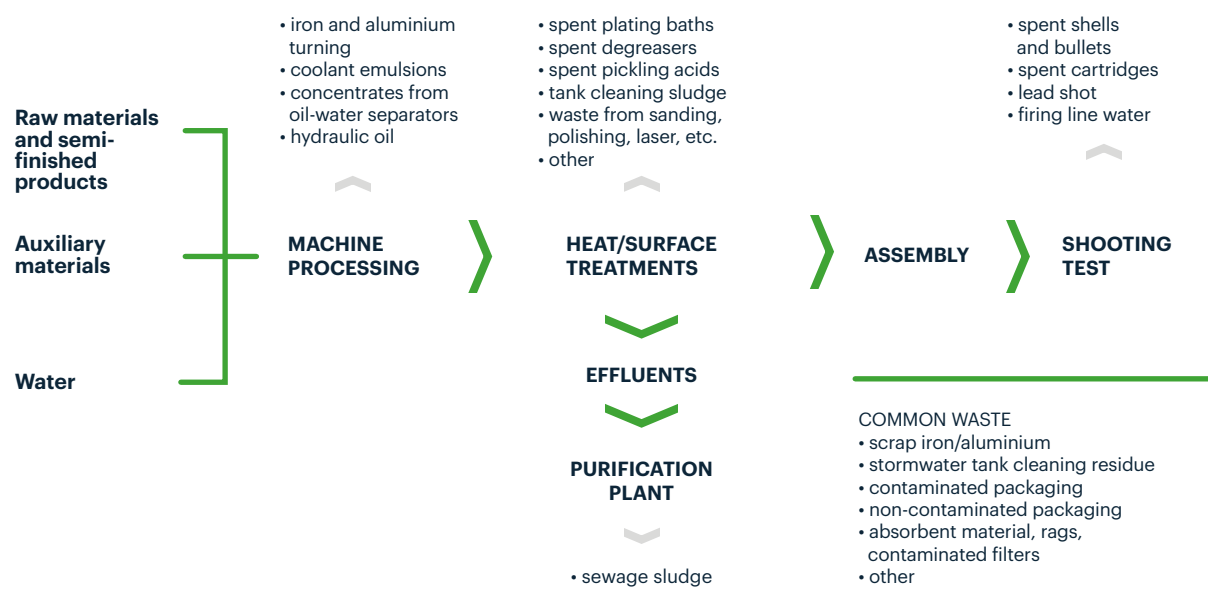 Raw materials
and semi-
finished
products
Auxiliary
materials
Water
• iron and aluminium
turning
• coolant emulsions
• concentrates from
oil-water separators
• hydraulic oil
MACHINE
PROCESSING
• spent plating baths
• spent degreasers
• spent pickling acids
• tank cleaning sludge
• waste from sanding,
polishing, laser, etc.
• other
HEAT/SURFACE
TREATMENTS
EFFLUENTS
PURIFICATION
PLANT
• sewage sludge
ASSEMBLY
• spent shells
and bullets
• spent cartridges
• lead shot
• firing line water
SHOOTING
TEST
COMMON WASTE
• scrap iron/aluminium
• stormwater tank cleaning residue
• contaminated packaging
• non-contaminated packaging
• absorbent material, rags,
contaminated filters
• other